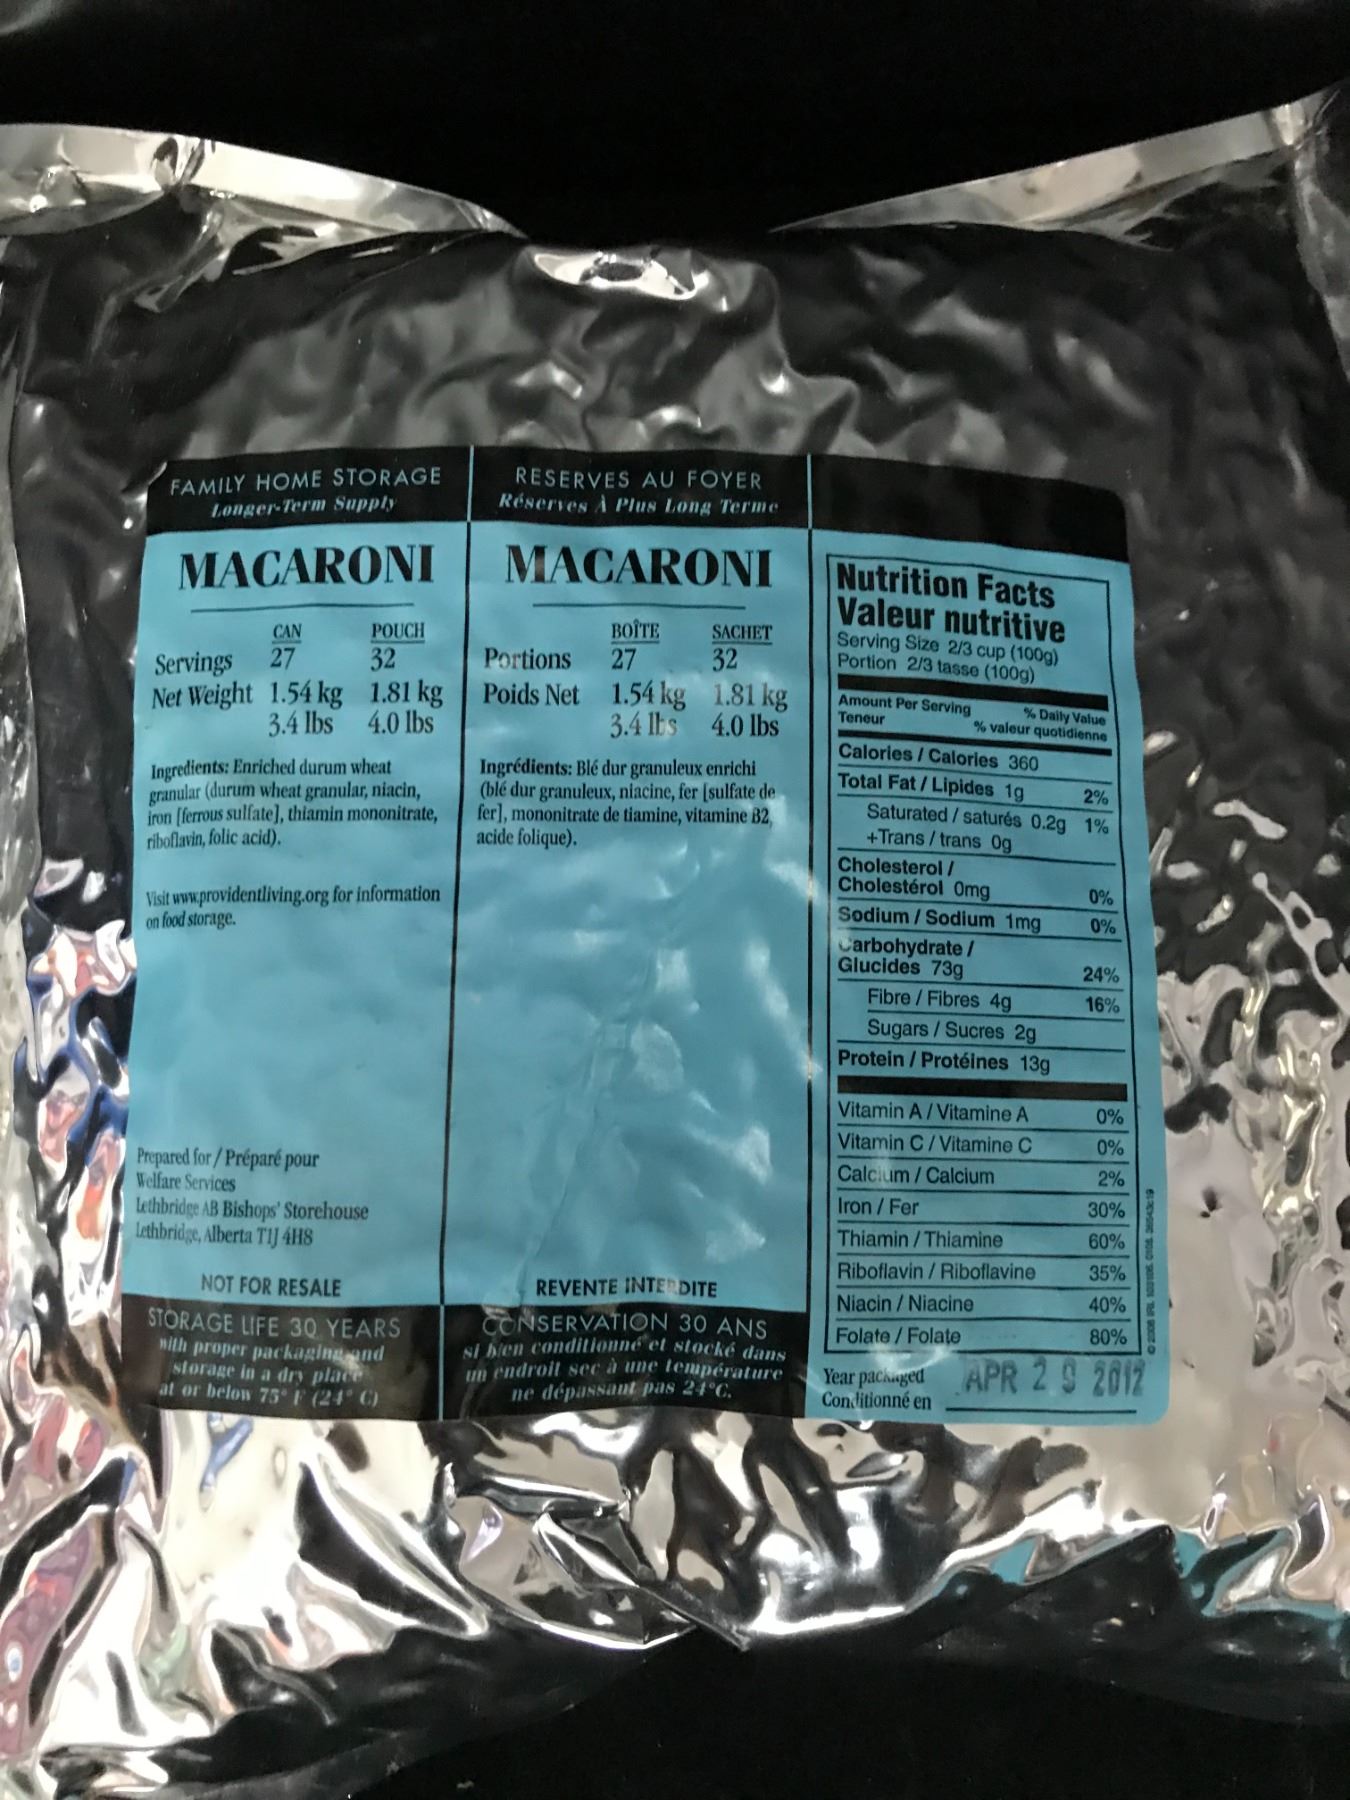 FAMILY HOME STORAGE
Longer-Term Supply
MACARONI
CAN POUCH
Servings 27 32
Net Weight 1.54 kg 1.81 kg
3.4 lbs 4.0 lbs
Ingredients: Enriched durum wheat
granular (durum wheat granular, niacin,
iron [ferrous sulfate], thiamin mononitrate,
riboflavin, folic acid).
Visit www.providentliving.org for information
on food storage.
Prepared for / Préparé pour
Welfare Services
Lethbridge AB Bishops' Storehouse
Lethbridge, Alberta T1J 4H8
NOT FOR RESALE
STORAGE LIFE 30 YEARS
with proper packaging and
storage in a dry place
at or below 75° F (24° C)
RESERVES AU FOYER
Réserves À Plus Long Terme
MACARONI
BOÎTE SACHET
Portions 27 32
Poids Net 1.54 kg 1.81 kg
3.4 lbs 4.0 lbs
Ingrédients: Blé dur granuleux enrichi
(blé dur granuleux, niacine, fer [sulfate de
fer], mononitrate de tiamine, vitamine B2,
acide folique).
REVENTE INTERDITE
CONSERVATION 30 ANS
si bien conditionné et stocké dans
un endroit sec à une température
ne dépassant pas 24°C.
Nutrition Facts
Valeur nutritive
Serving Size 2/3 cup (100g)
Portion 2/3 tasse (100g)
Amount Per Serving % Daily Value
Teneur % valeur quotidienne
Calories / Calories 360
Total Fat / Lipides 1g 2%
Saturated / saturés 0.2g 1%
+Trans / trans 0g
Cholesterol /
Cholestérol 0mg 0%
Sodium / Sodium 1mg 0%
Carbohydrate /
Glucides 73g 24%
Fibre / Fibres 4g 16%
Sugars / Sucres 2g
Protein / Protéines 13g
Vitamin A / Vitamine A 0%
Vitamin C / Vitamine C 0%
Calcium / Calcium 2%
Iron / Fer 30%
Thiamin / Thiamine 60%
Riboflavin / Riboflavine 35%
Niacin / Niacine 40%
Folate / Folate 80%
Year packaged APR 29 2012
Conditionné en